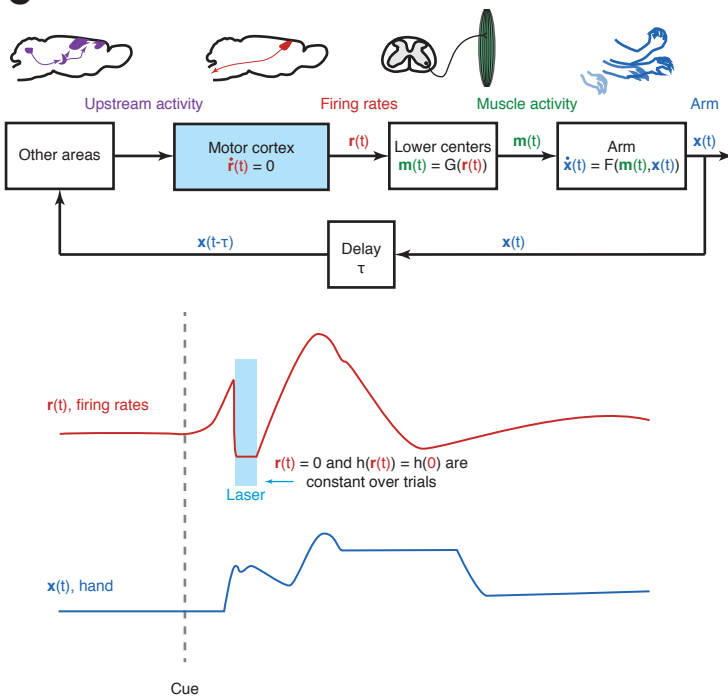 Upstream activity
Firing rates
Muscle activity
Arm
Other areas
Motor cortex
ṙ(t) = 0
r(t)
Lower centers
m(t) = G(r(t))
m(t)
Arm
ẋ(t) = F(m(t),x(t))
x(t)
x(t-τ)
Delay
τ
x(t)
r(t), firing rates
r(t) = 0 and h(r(t)) = h(0) are
constant over trials
Laser
x(t), hand
Cue